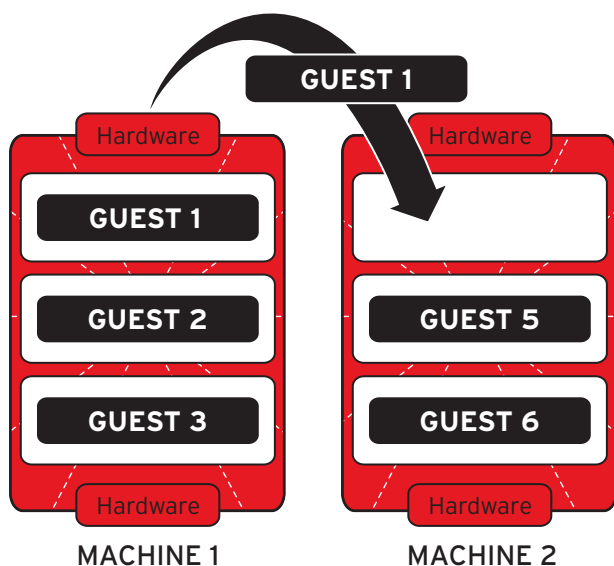 GUEST 1
Hardware
Hardware
GUEST 1
GUEST 2
GUEST 5
GUEST 3
GUEST 6
Hardware
Hardware
MACHINE 1
MACHINE 2